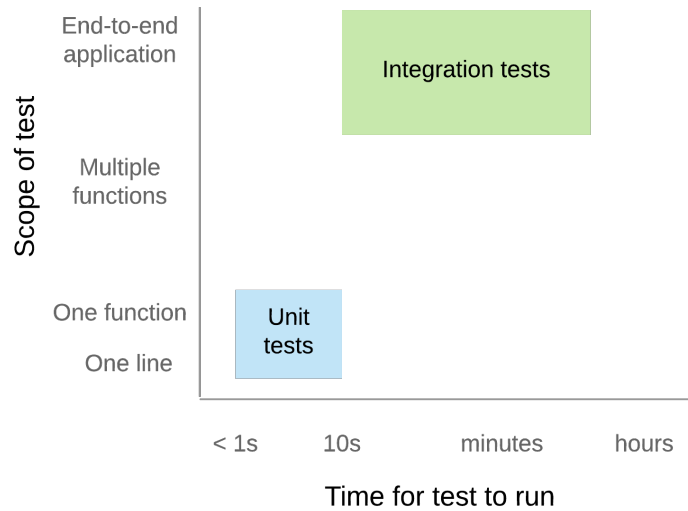 End-to-end
application
Integration tests
Scope of test
Multiple
functions
One function
Unit
tests
One line
< 1s
10s
minutes
hours
Time for test to run